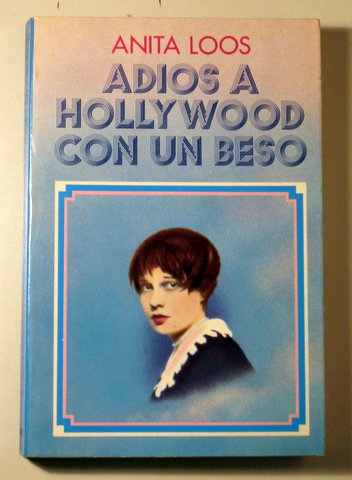 ANITA LOOS
ADIOS A
HOLLYWOOD
CON UN BESO